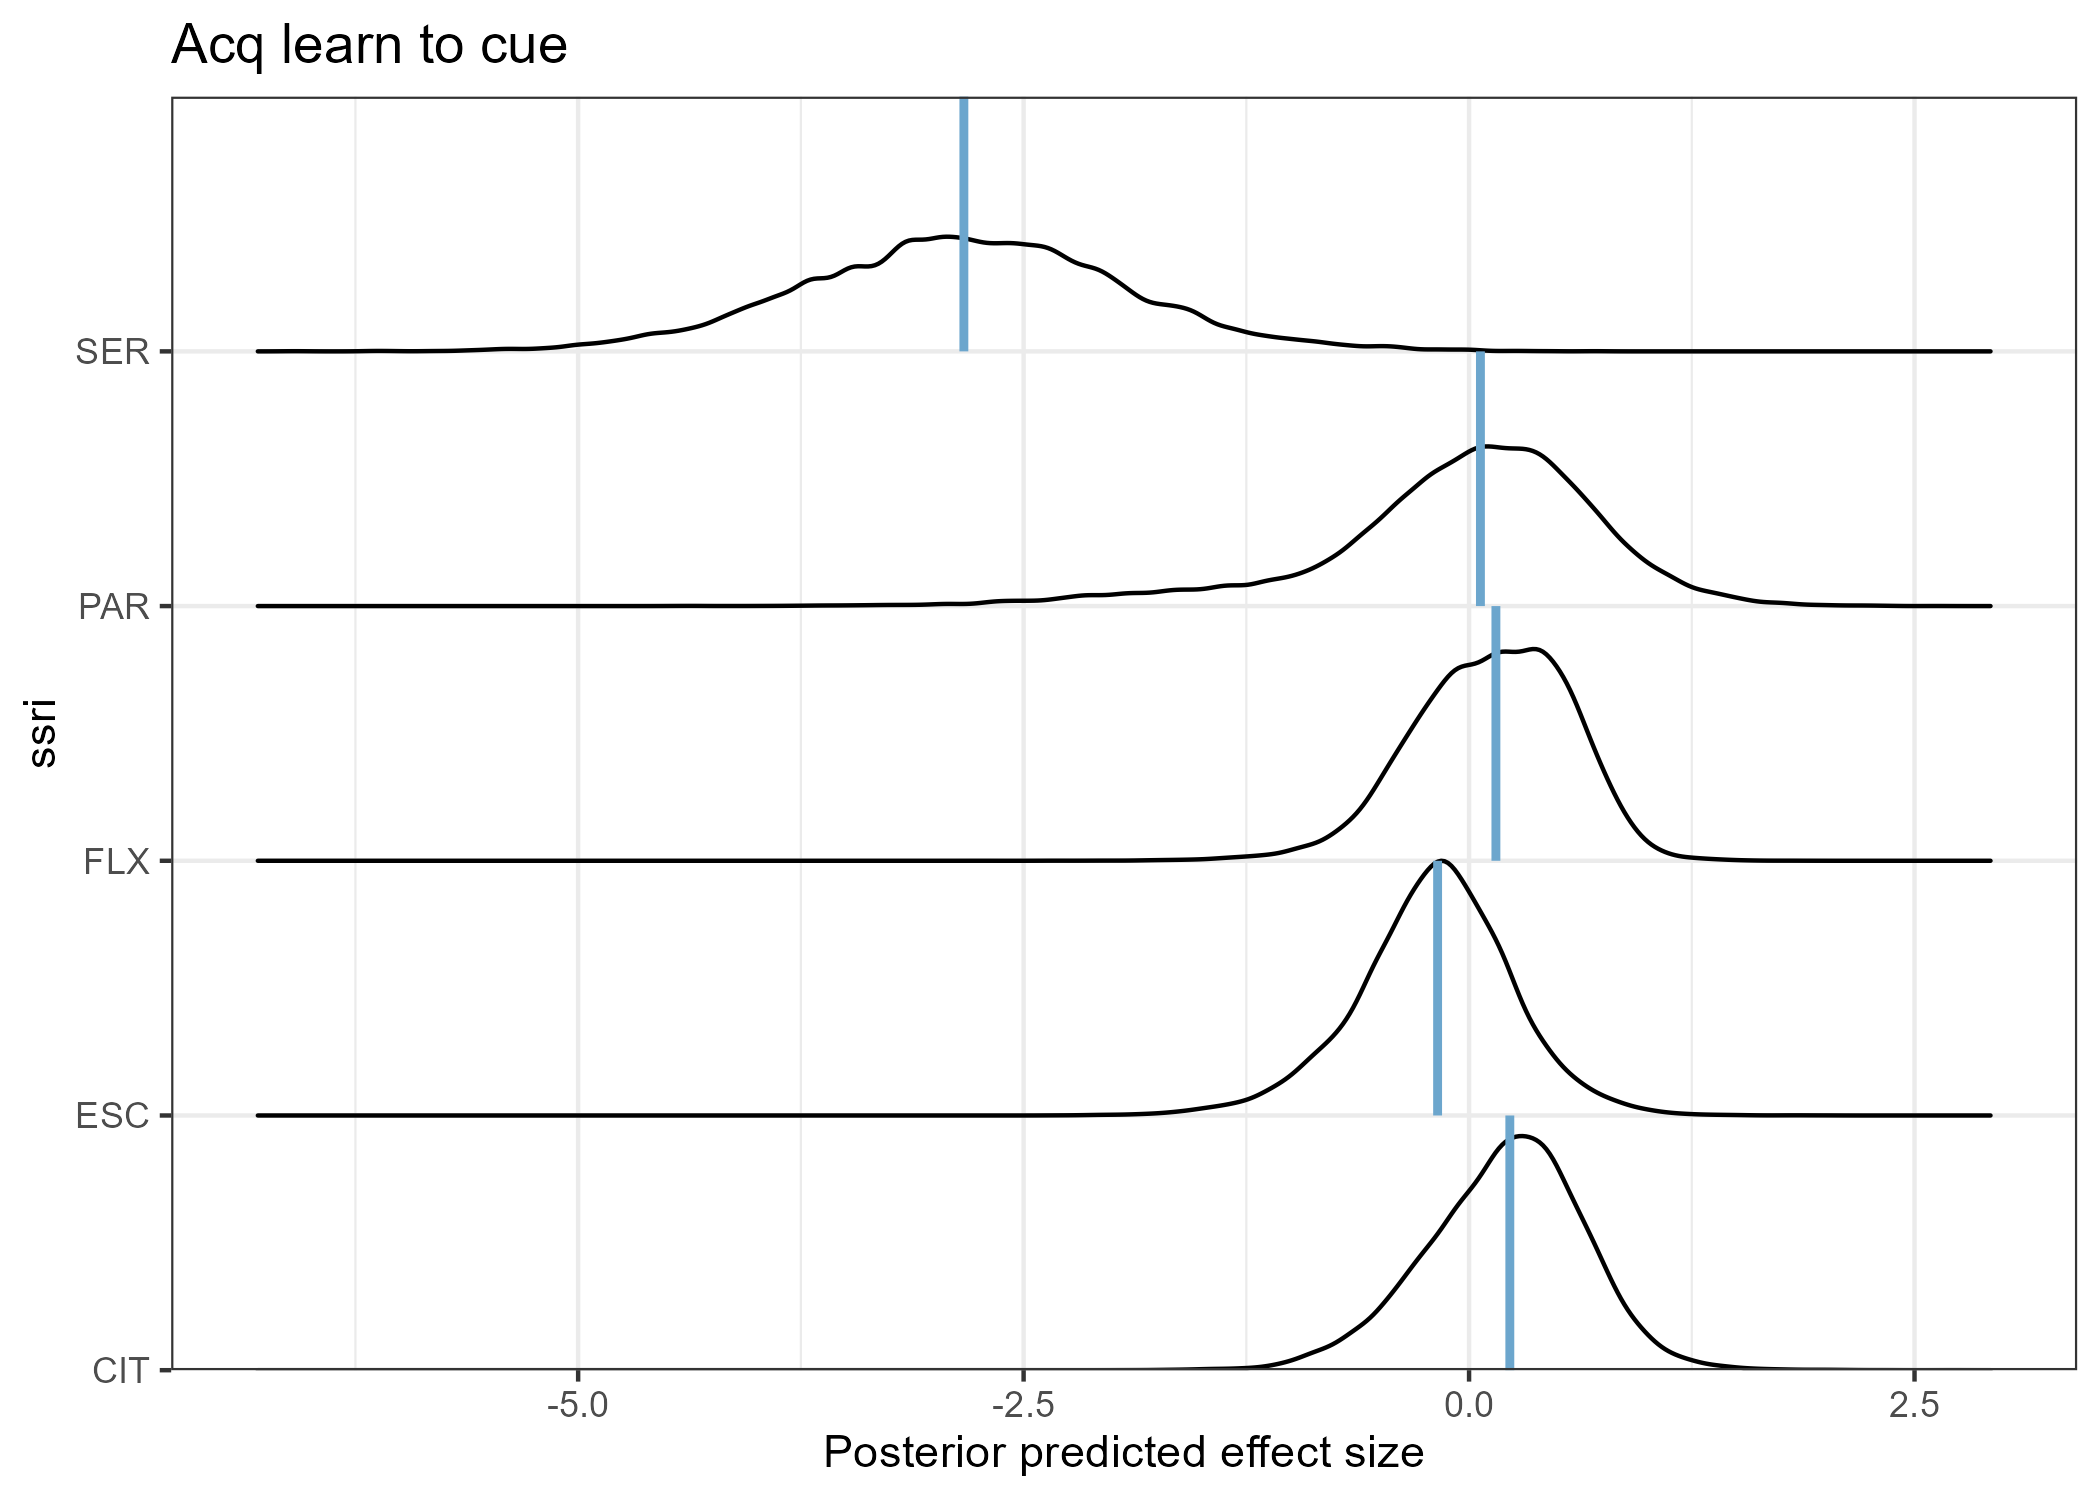 Acq learn to cue
ssri
SER
PAR
FLX
ESC
CIT
-5.0 -2.5 0.0 2.5
Posterior predicted effect size